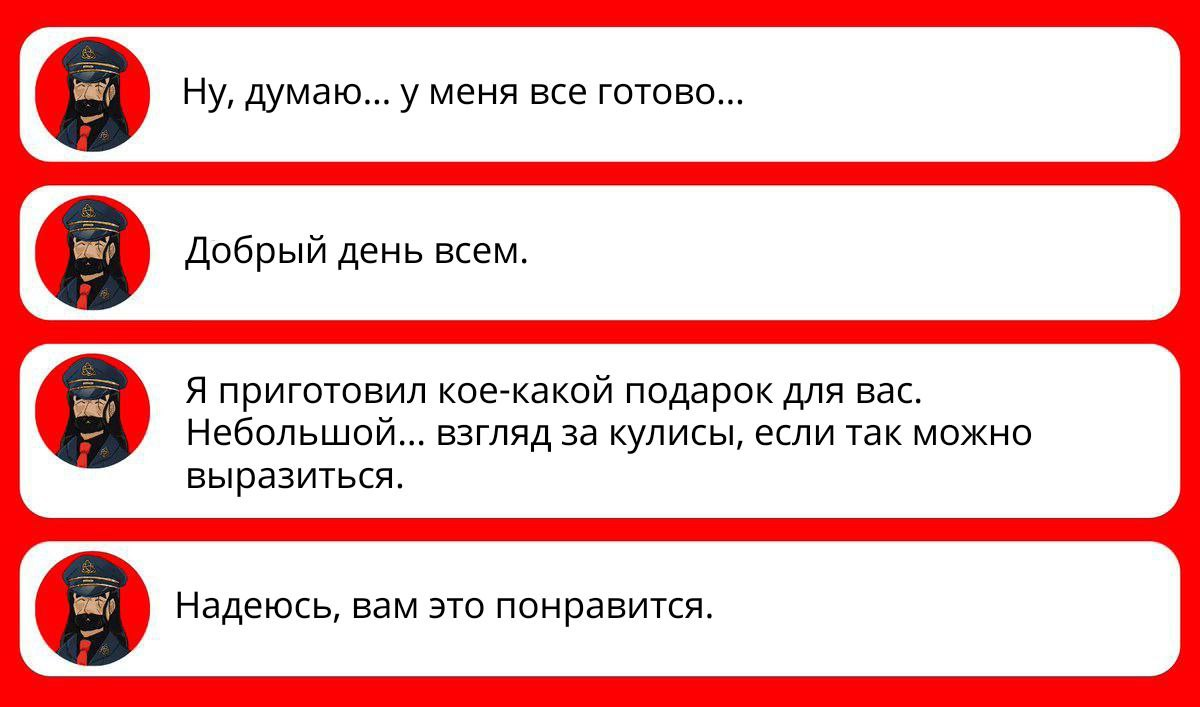 Ну, думаю... у меня все готово...
Добрый день всем.
Я приготовил кое-какой подарок для вас.
Небольшой... взгляд за кулисы, если так можно
выразиться.
Надеюсь, вам это понравится.